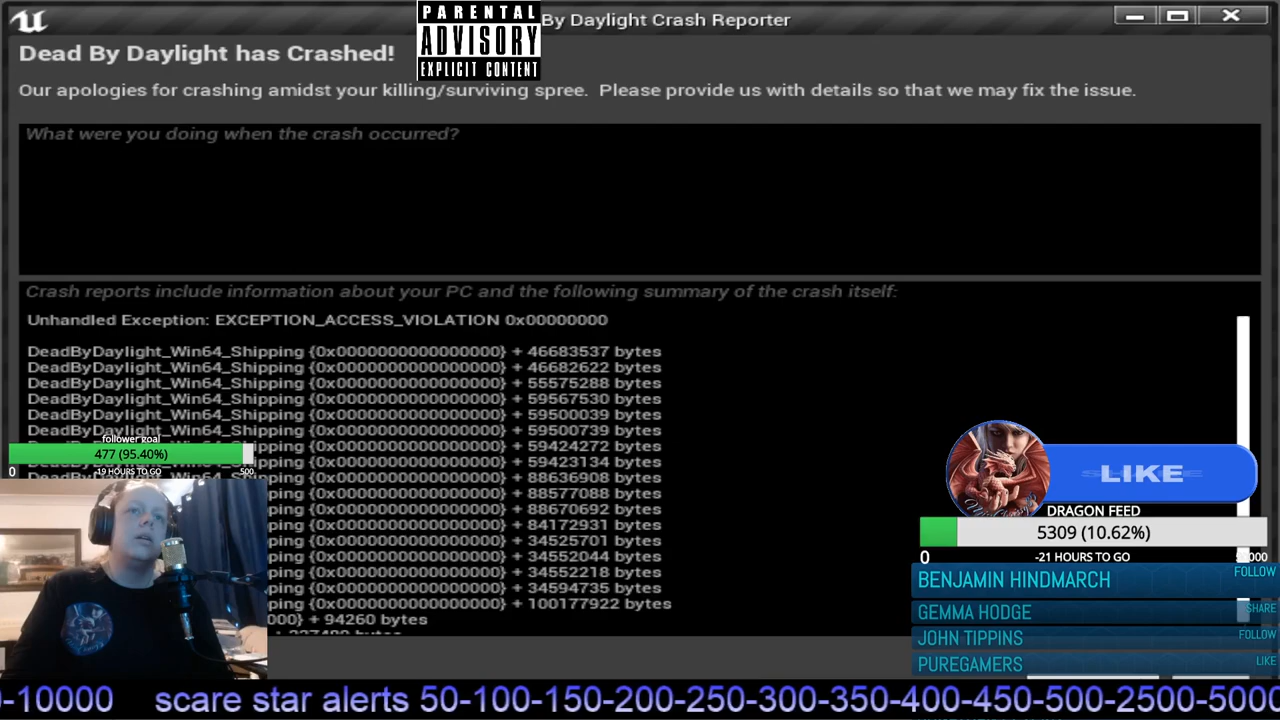 PARENTAL
ADVISORY
EXPLICIT CONTENT
By Daylight Crash Reporter
Dead By Daylight has Crashed!
Our apologies for crashing amidst your killing/surviving spree. Please provide us with details so that we may fix the issue.
What were you doing when the crash occurred?
Crash reports include information about your PC and the following summary of the crash itself:
Unhandled Exception: EXCEPTION_ACCESS_VIOLATION 0x00000000
DeadByDaylight_Win64_Shipping {0x0000000000000000} + 46683537 bytes
DeadByDaylight_Win64_Shipping {0x0000000000000000} + 46682622 bytes
DeadByDaylight_Win64_Shipping {0x0000000000000000} + 55575288 bytes
DeadByDaylight_Win64_Shipping {0x0000000000000000} + 59567530 bytes
DeadByDaylight_Win64_Shipping {0x0000000000000000} + 59500039 bytes
DeadByDaylight_Win64_Shipping {0x0000000000000000} + 59500739 bytes
{0x0000000000000000} + 59424272 bytes
{0x0000000000000000} + 59423134 bytes
{0x0000000000000000} + 88636908 bytes
ping {0x0000000000000000} + 88577088 bytes
ping {0x0000000000000000} + 88670692 bytes
ping {0x0000000000000000} + 84172931 bytes
ping {0x0000000000000000} + 34525701 bytes
ping {0x0000000000000000} + 34552044 bytes
ping {0x0000000000000000} + 34552218 bytes
ping {0x0000000000000000} + 34594735 bytes
ping {0x0000000000000000} + 100177922 bytes
000} + 94260 bytes
follower goal
477 (95.40%)
0
500
-19 HOURS TO GO
LIKE
DRAGON FEED
5309 (10.62%)
0
-21 HOURS TO GO
BENJAMIN HINDMARCH FOLLOW
GEMMA HODGE SHARE
JOHN TIPPINS FOLLOW
PUREGAMERS LIKE
-10000 scare star alerts 50-100-150-200-250-300-350-400-450-500-2500-5000